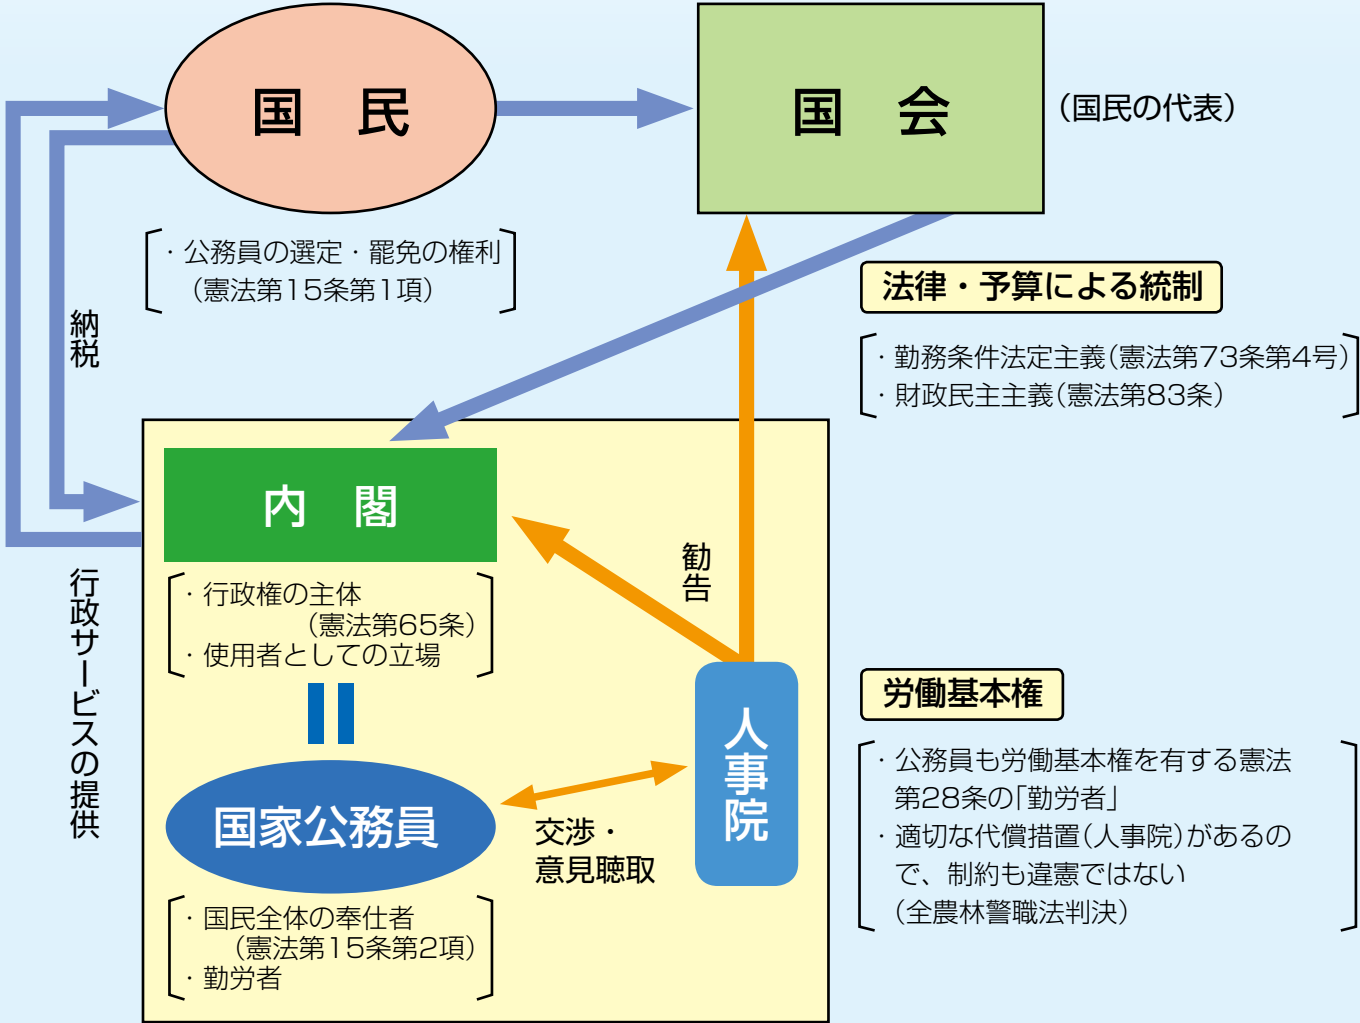 国　民
国　会
（国民の代表）
・公務員の選定・罷免の権利
（憲法第15条第1項）
納税
法律・予算による統制
・勤務条件法定主義(憲法第73条第4号)
・財政民主主義(憲法第83条)
内　閣
・行政権の主体
（憲法第65条）
・使用者としての立場
勧告
行政サービスの提供
人事院
労働基本権
・公務員も労働基本権を有する憲法
第28条の「勤労者」
・適切な代償措置(人事院)があるの
で、制約も違憲ではない
（全農林警職法判決）
国家公務員
交渉・
意見聴取
・国民全体の奉仕者
（憲法第15条第2項）
・勤労者